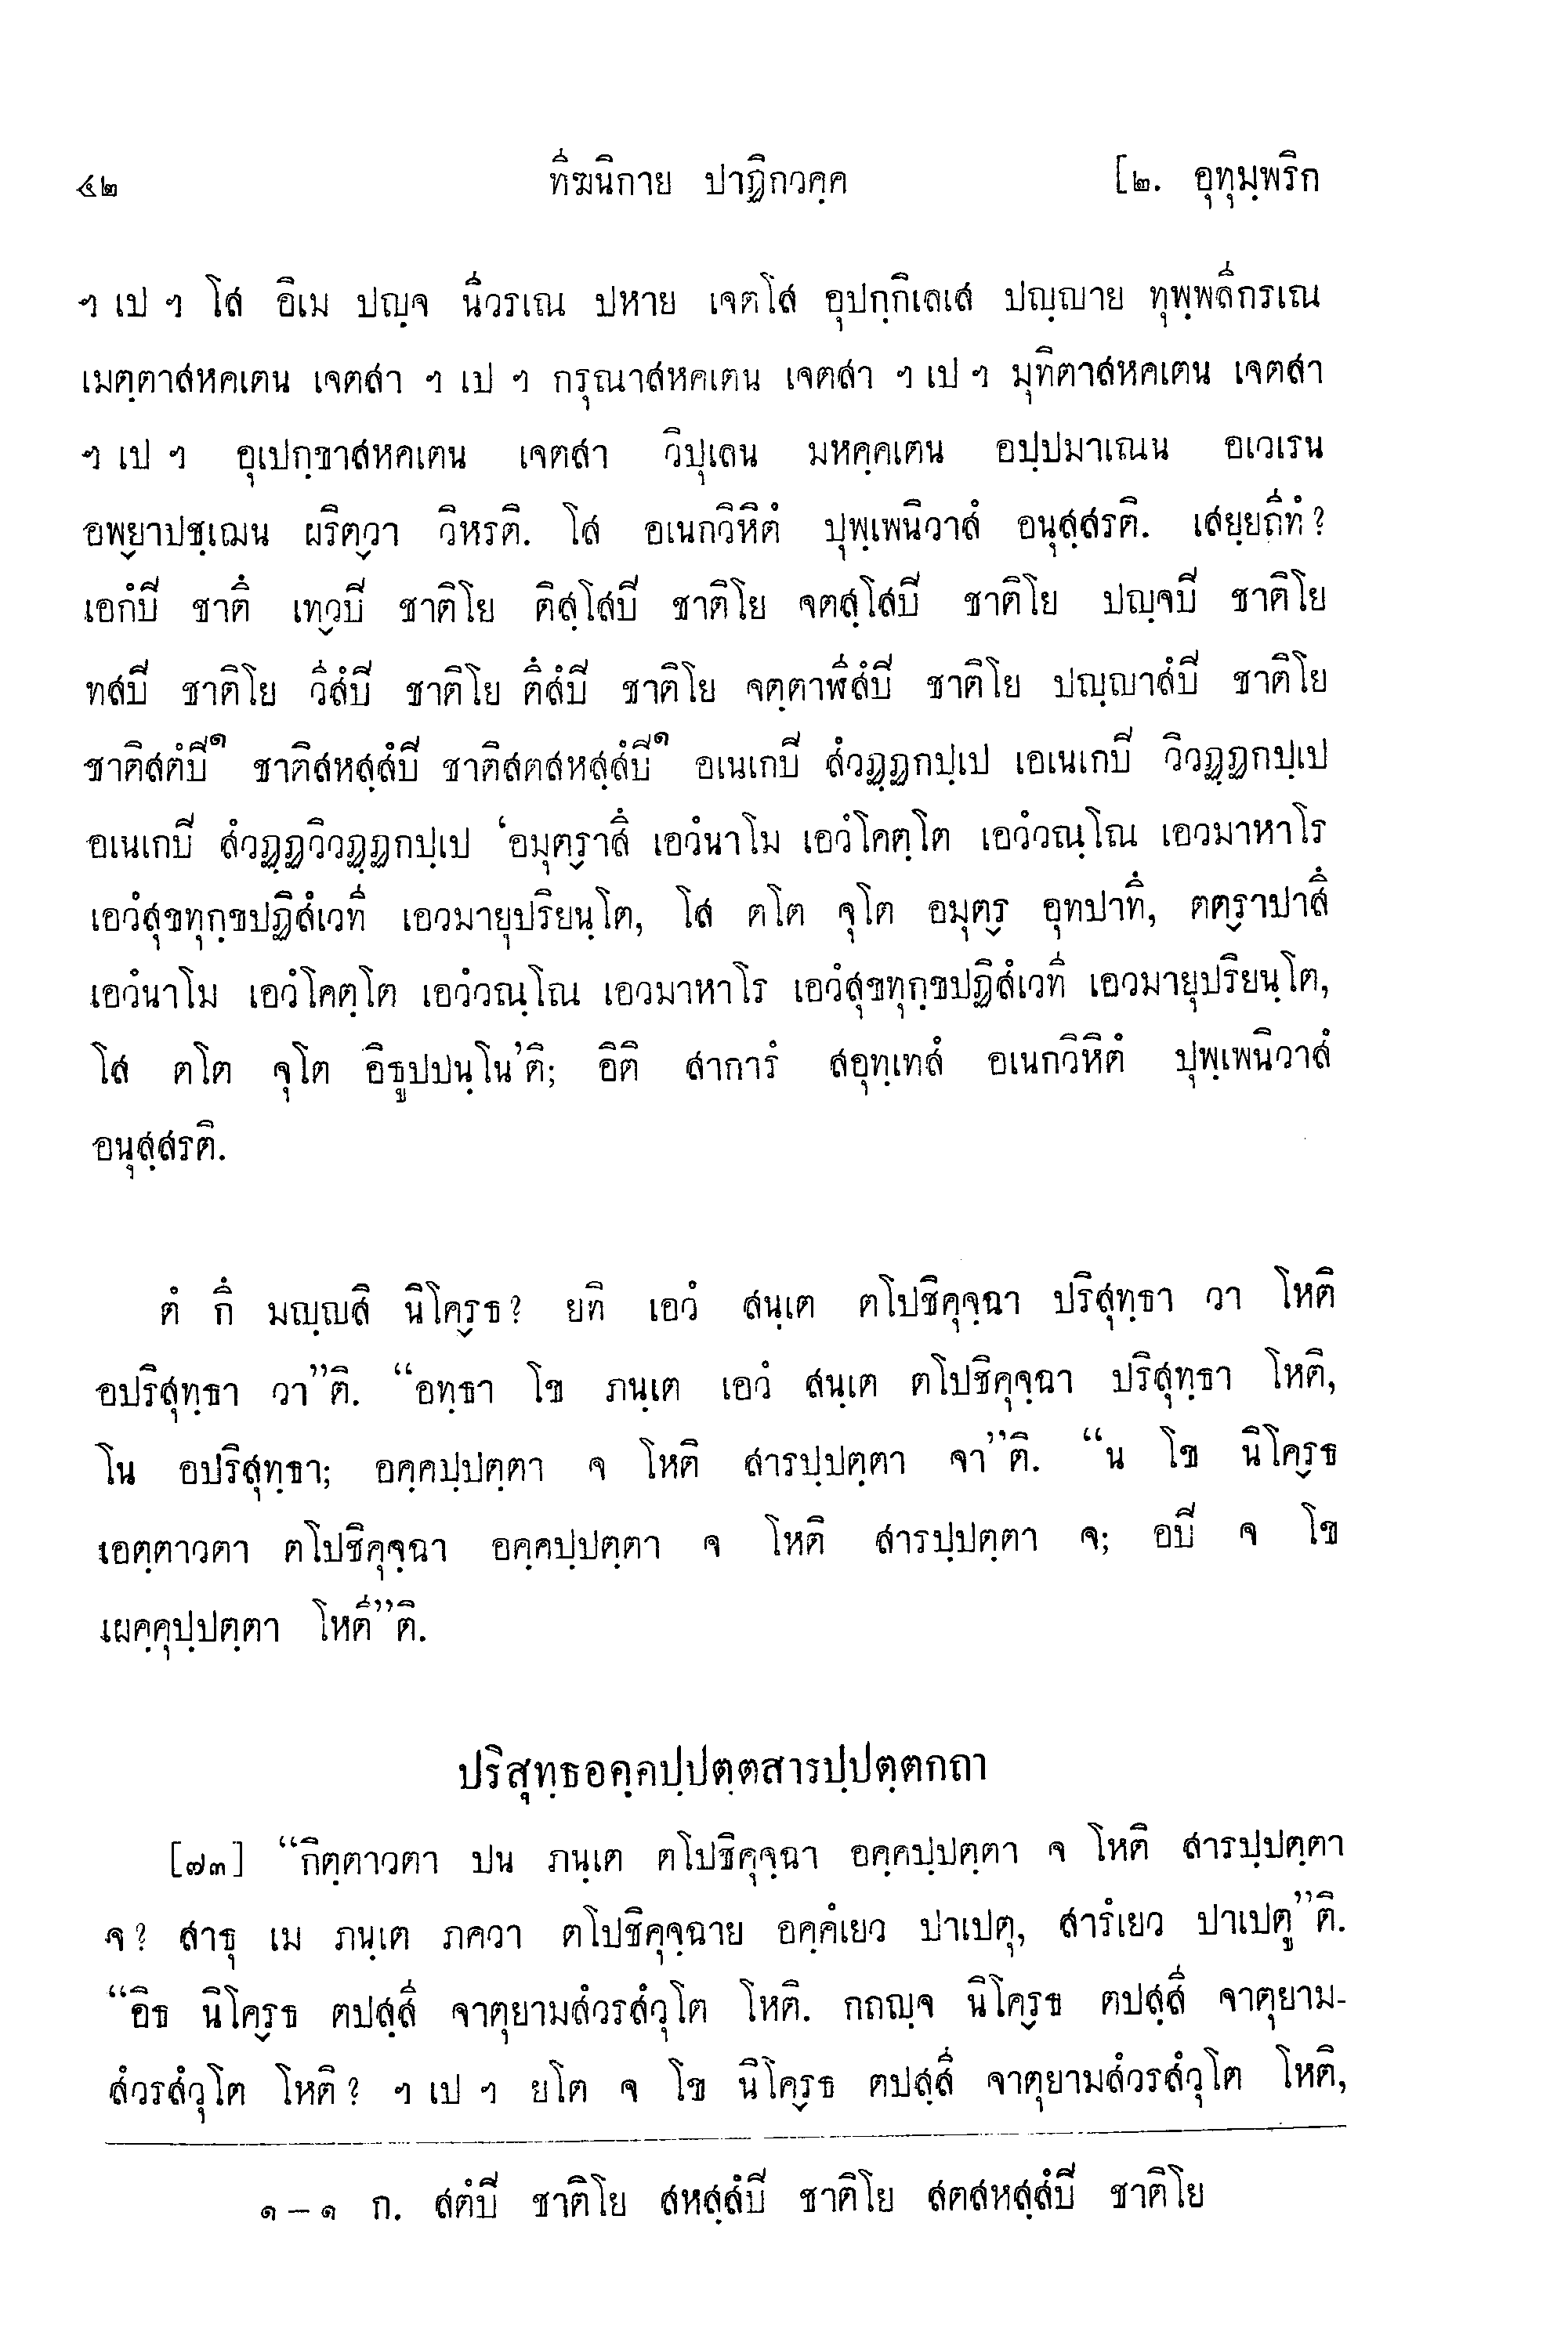 ๕๒ ทีฆนิกาย ปาฏิกวคฺค [๒. อุทุมฺพริก
ฯ เป ฯ โส อิเม ปญฺจ นีวรเณ ปหาย เจตโส อุปกฺกิเลเส ปญฺญาย ทุพฺพลีกรเณ
เมตฺตาสหคเตน เจตสา ฯ เป ฯ กรุณาสหคเตน เจตสา ฯ เป ฯ มุทิตาสหคเตน เจตสา
ฯ เป ฯ อุเปกฺขาสหคเตน เจตสา วิปุเลน มหคฺคเตน อปฺปมาเณน อเวเรน
อพฺยาปชฺเฌน ผริตฺวา วิหรติ. โส อเนกวิหิตํ ปุพฺเพนิวาสํ อนุสฺสรติ. เสยฺยถีทํ?
เอกํปิ ชาตึ เทฺวปิ ชาติโย ติสฺโสปิ ชาติโย จตสฺโสปิ ชาติโย ปญฺจปิ ชาติโย
ทสปิ ชาติโย วีสํปิ ชาติโย ตึสํปิ ชาติโย จตฺตาฬีสํปิ ชาติโย ปญฺญาสํปิ ชาติโย
ชาติสตํปิ๑ ชาติสหสฺสํปิ ชาติสตสหสฺสํปิ๑ อเนเกปิ สํวฏฺฏกปฺเป เอเนเกปิ วิวฏฺฏกปฺเป
อเนเกปิ สํวฏฺฏวิวฏฺฏกปฺเป ‘อมุตฺราสึ เอวํนาโม เอวํโคตฺโต เอวํวณฺโณ เอวมาหาโร
เอวํสุขทุกฺขปฏิสํเวที เอวมายุปริยนฺโต, โส ตโต จุโต อมุตฺร อุทปาทึ, ตตฺราปาสึ
เอวํนาโม เอวํโคตฺโต เอวํวณฺโณ เอวมาหาโร เอวํสุขทุกฺขปฏิสํเวที เอวมายุปริยนฺโต,
โส ตโต จุโต อิธูปปนฺโน’ติ; อิติ สาการํ สอุทฺเทสํ อเนกวิหิตํ ปุพฺเพนิวาสํ
อนุสฺสรติ.
ตํ กึ มญฺญสิ นิโคฺรธ? ยทิ เอวํ สนฺเต ตโปชิคุจฺฉา ปริสุทฺธา วา โหติ
อปริสุทฺธา วา”ติ. “อทฺธา โข ภนฺเต เอวํ สนฺเต ตโปชิคุจฺฉา ปริสุทฺธา โหติ,
โน อปริสุทฺธา; อคฺคปฺปตฺตา จ โหติ สารปฺปตฺตา จา”ติ. “น โข นิโคฺรธ
เอตฺตาวตา ตโปชิคุจฺฉา อคฺคปฺปตฺตา จ โหติ สารปฺปตฺตา จ; อปิ จ โข
เผคฺคุปฺปตฺตา โหตี”ติ.
ปริสุทฺธอคฺคปฺปตฺตสารปฺปตฺตกถา
[๗๓] “กิตฺตาวตา ปน ภนฺเต ตโปชิคุจฺฉา อคฺคปฺปตฺตา จ โหติ สารปฺปตฺตา
จ? สาธุ เม ภนฺเต ภควา ตโปชิคุจฺฉาย อคฺคํเยว ปาเปตุ, สารํเยว ปาเปตู”ติ.
“อิธ นิโคฺรธ ตปสฺสี จาตุยามสํวรสํวุโต โหติ. กถญฺจ นิโคฺรธ ตปสฺสี จาตุยาม-
สํวรสํวุโต โหติ? ฯ เป ฯ ยโต จ โข นิโคฺรธ ตปสฺสี จาตุยามสํวรสํวุโต โหติ,
๑ – ๑ ก. สตํปิ ชาติโย สหสฺสํปิ ชาติโย สตสหสฺสํปิ ชาติโย